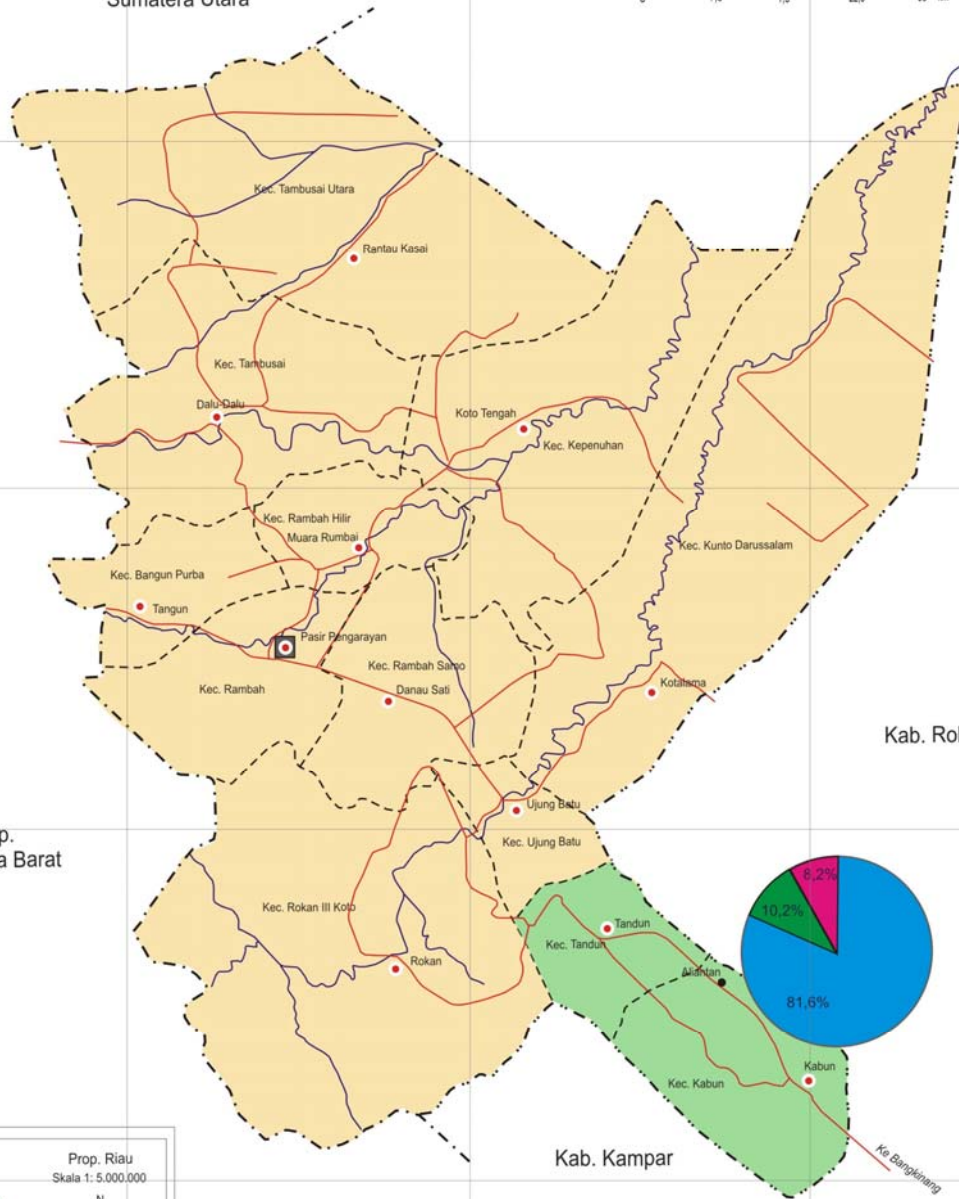 Sumatera Utara
Kec. Tambusai Utara
Rantau Kasai
Kec. Tambusai
Dalu-Dalu
Koto Tengah
Kec. Kepenuhan
Kec. Rambah Hilir
Muara Rumbai
Kec. Kunto Darussalam
Kec. Bangun Purba
Tangun
Pasir Pengarayan
Kec. Rambah Samo
Kec. Rambah
Danau Sati
Kotalama
Kab. Rol
Ujung Batu
p.
a Barat
Kec. Ujung Batu
8,2%
10,2%
Kec. Rokan III Koto
Tandun
Kec. Tandun
Rokan
Aliantan
81,6%
Kabun
Kec. Kabun
Kab. Kampar
Ke Bangkinang
Prop. Riau
Skala 1: 5.000.000
N